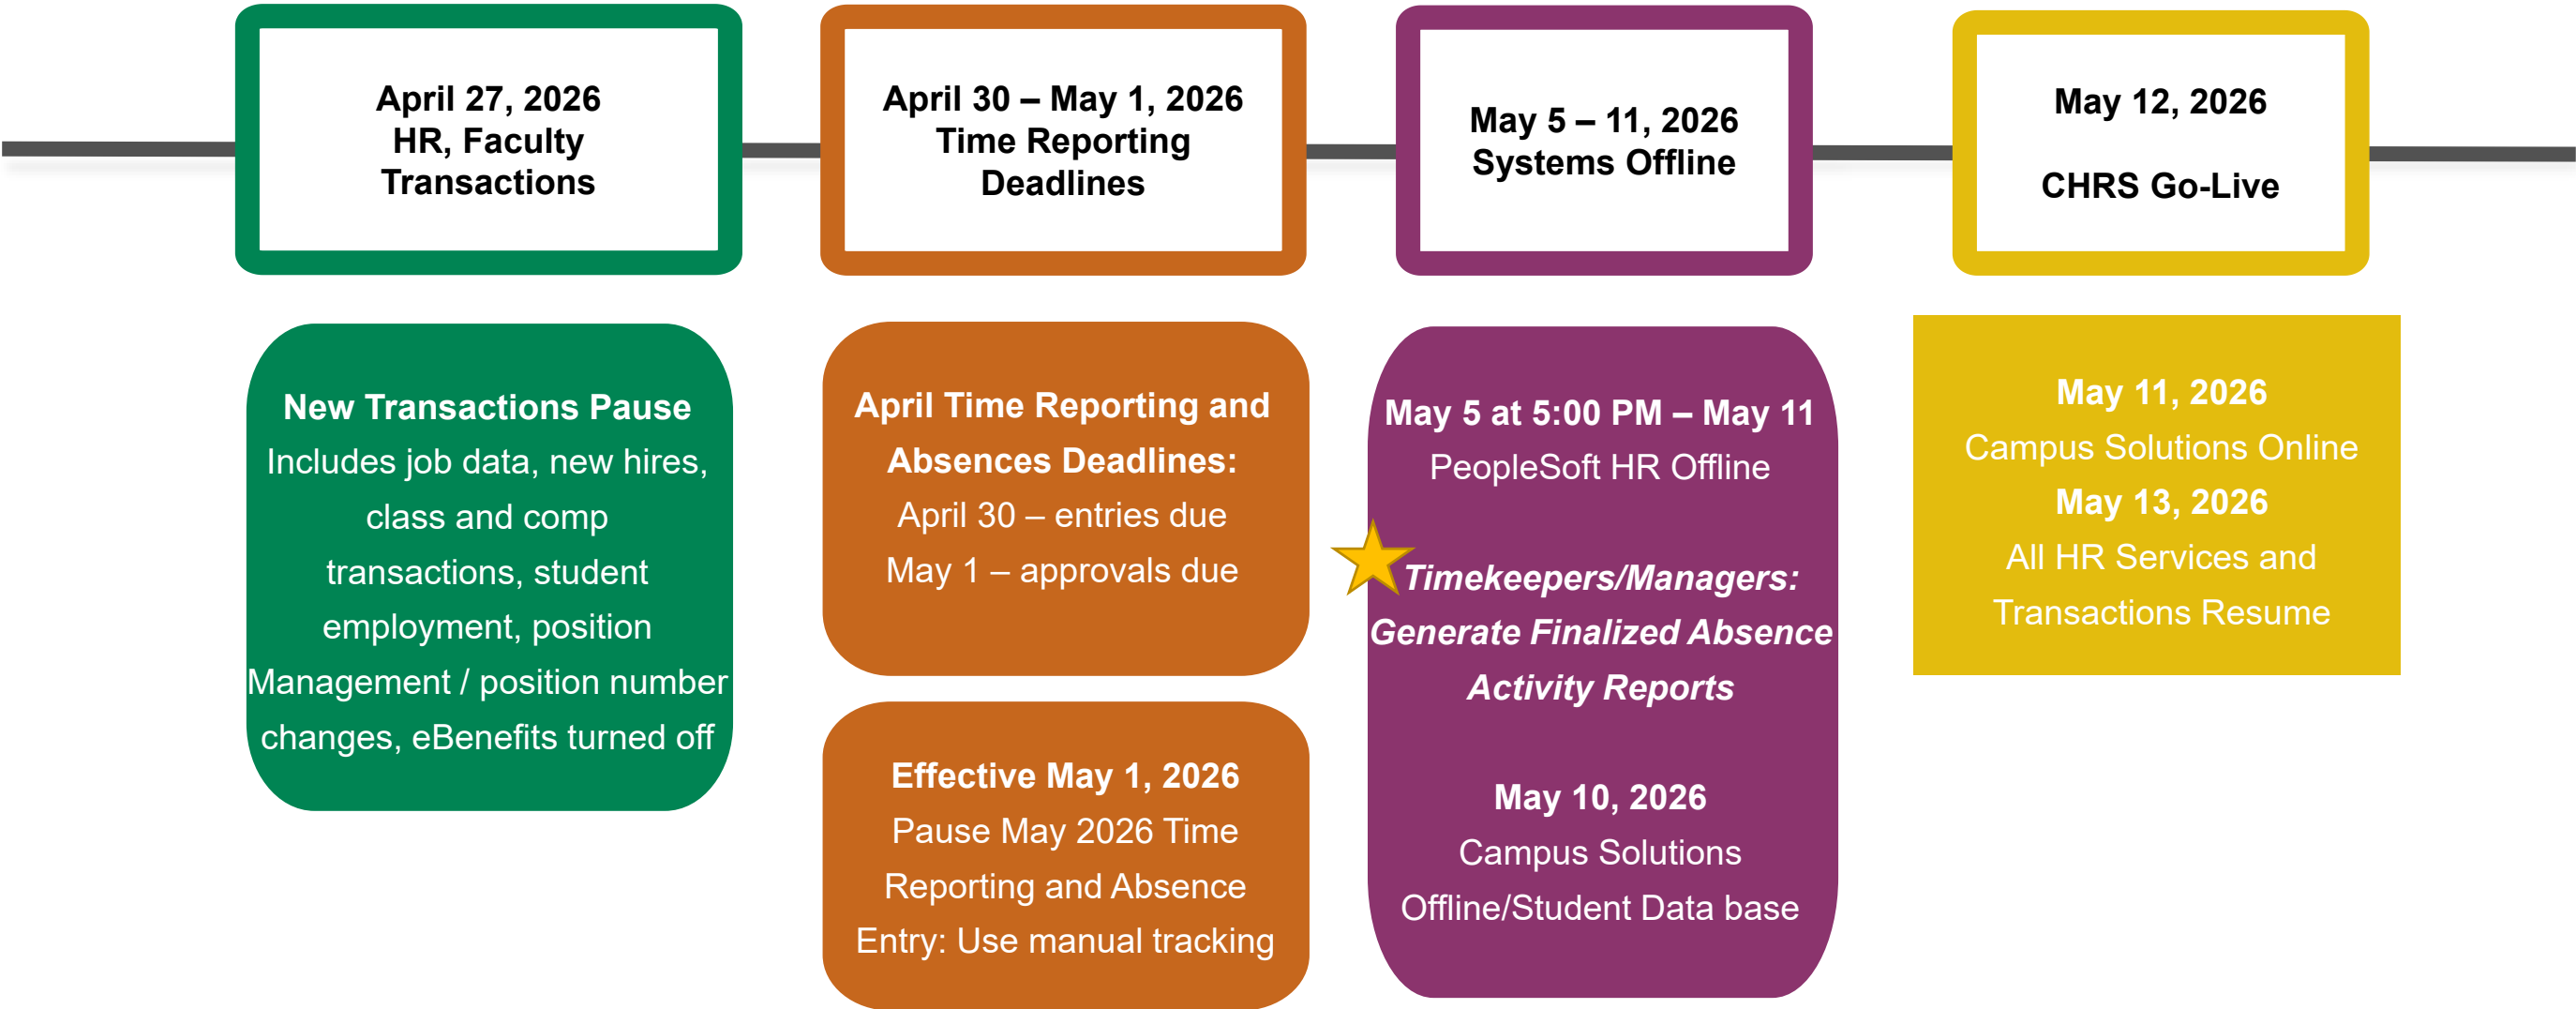 April 27, 2026
HR, Faculty
Transactions
New Transactions Pause
Includes job data, new hires,
class and comp
transactions, student
employment, position
Management / position number
changes, eBenefits turned off
April 30 – May 1, 2026
Time Reporting
Deadlines
April Time Reporting and
Absences Deadlines:
April 30 – entries due
May 1 – approvals due
Effective May 1, 2026
Pause May 2026 Time
Reporting and Absence
Entry: Use manual tracking
May 5 – 11, 2026
Systems Offline
May 5 at 5:00 PM – May 11
PeopleSoft HR Offline
Timekeepers/Managers:
Generate Finalized Absence
Activity Reports
May 10, 2026
Campus Solutions
Offline/Student Data base
May 12, 2026
CHRS Go-Live
May 11, 2026
Campus Solutions Online
May 13, 2026
All HR Services and
Transactions Resume